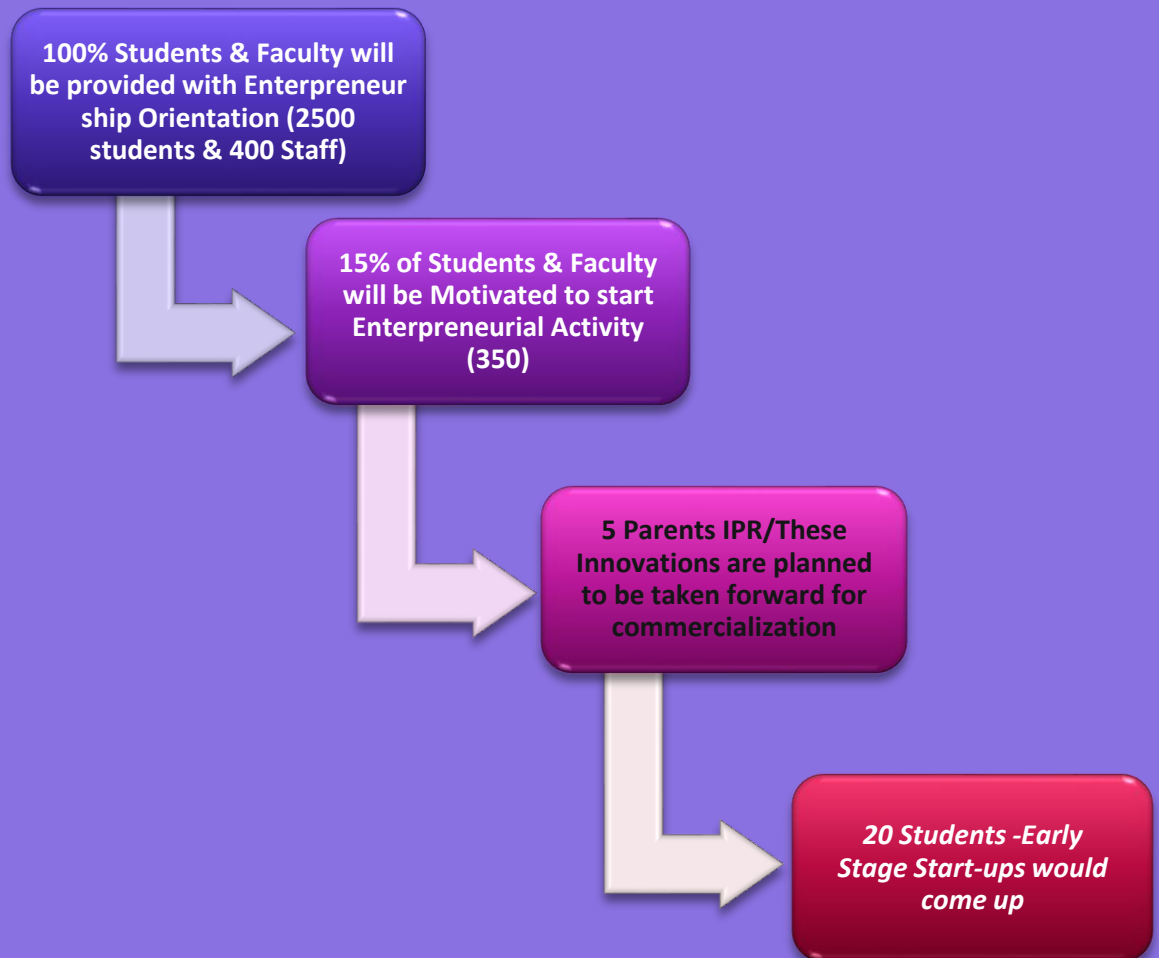 100% Students & Faculty will
be provided with Enterpreneur
ship Orientation (2500
students & 400 Staff)
15% of Students & Faculty
will be Motivated to start
Enterpreneurial Activity
(350)
5 Parents IPR/These
Innovations are planned
to be taken forward for
commercialization
20 Students -Early
Stage Start-ups would
come up